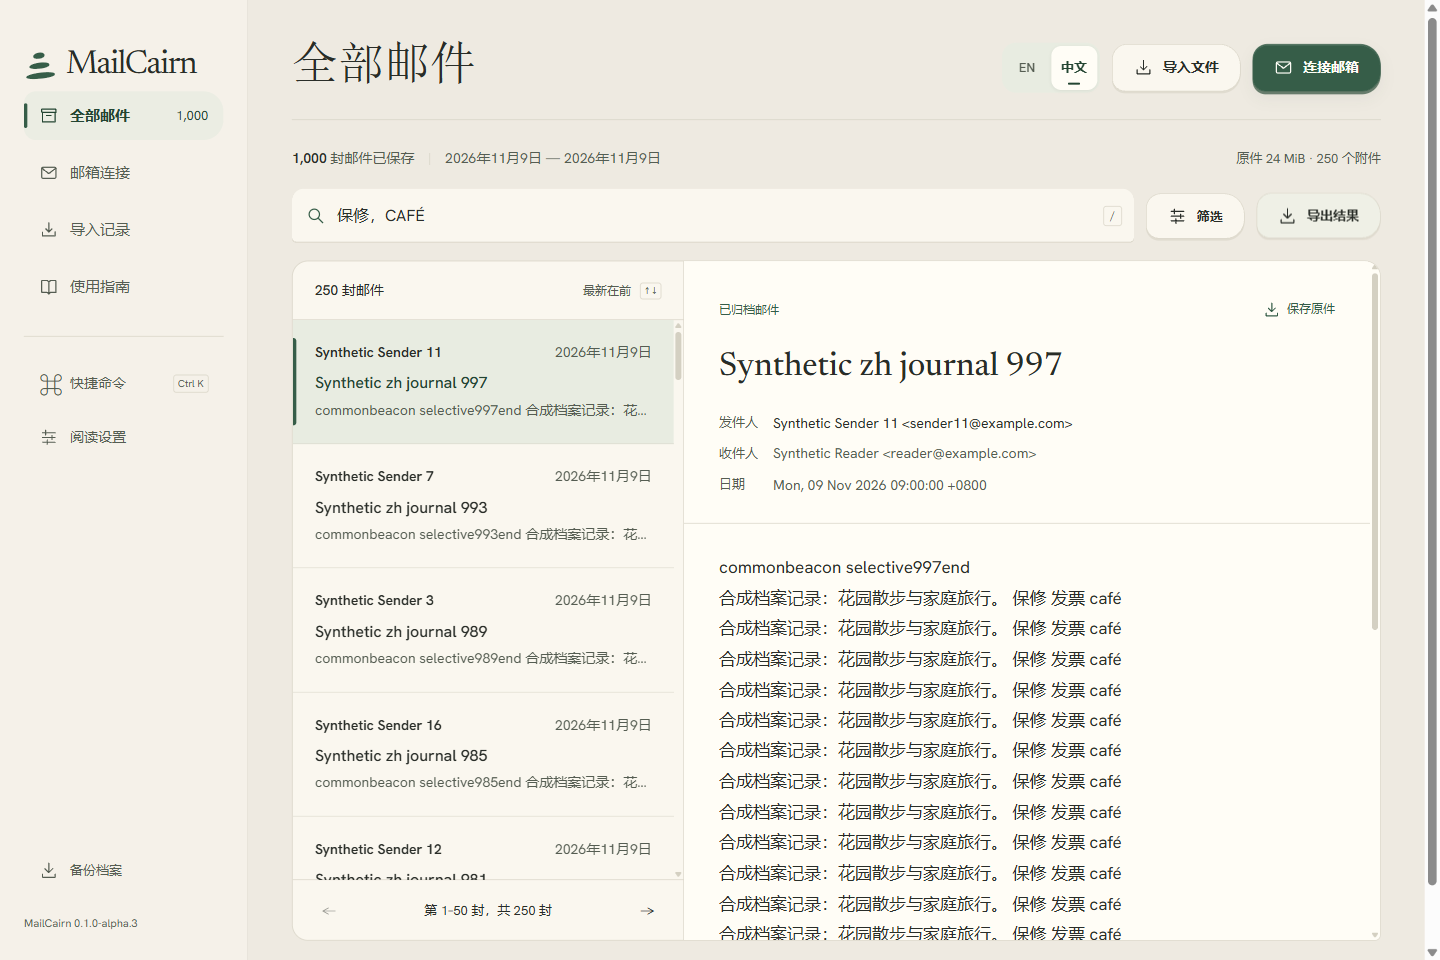 MailCairn
全部邮件 1,000
邮箱连接
导入记录
使用指南
快捷命令 Ctrl K
阅读设置
备份档案
MailCairn 0.1.0-alpha.3
全部邮件
EN 中文 导入文件 连接邮箱
1,000 封邮件已保存 2026年11月9日 — 2026年11月9日
原件 24 MiB · 250 个附件
保修，CAFÉ /
筛选 导出结果
250 封邮件 最新在前 ↑↓
Synthetic Sender 11 2026年11月9日
Synthetic zh journal 997
commonbeacon selective997end 合成档案记录：花...
Synthetic Sender 7 2026年11月9日
Synthetic zh journal 993
commonbeacon selective993end 合成档案记录：花...
Synthetic Sender 3 2026年11月9日
Synthetic zh journal 989
commonbeacon selective989end 合成档案记录：花...
Synthetic Sender 16 2026年11月9日
Synthetic zh journal 985
commonbeacon selective985end 合成档案记录：花...
Synthetic Sender 12 2026年11月9日
Synthetic zh journal 981
← 第 1-50 封，共 250 封 →
已归档邮件 保存原件
Synthetic zh journal 997
发件人 Synthetic Sender 11 <sender11@example.com>
收件人 Synthetic Reader <reader@example.com>
日期 Mon, 09 Nov 2026 09:00:00 +0800
commonbeacon selective997end
合成档案记录：花园散步与家庭旅行。 保修 发票 café
合成档案记录：花园散步与家庭旅行。 保修 发票 café
合成档案记录：花园散步与家庭旅行。 保修 发票 café
合成档案记录：花园散步与家庭旅行。 保修 发票 café
合成档案记录：花园散步与家庭旅行。 保修 发票 café
合成档案记录：花园散步与家庭旅行。 保修 发票 café
合成档案记录：花园散步与家庭旅行。 保修 发票 café
合成档案记录：花园散步与家庭旅行。 保修 发票 café
合成档案记录：花园散步与家庭旅行。 保修 发票 café
合成档案记录：花园散步与家庭旅行。 保修 发票 café
合成档案记录：花园散步与家庭旅行。 保修 发票 café
合成档案记录：花园散步与家庭旅行。 保修 发票 café